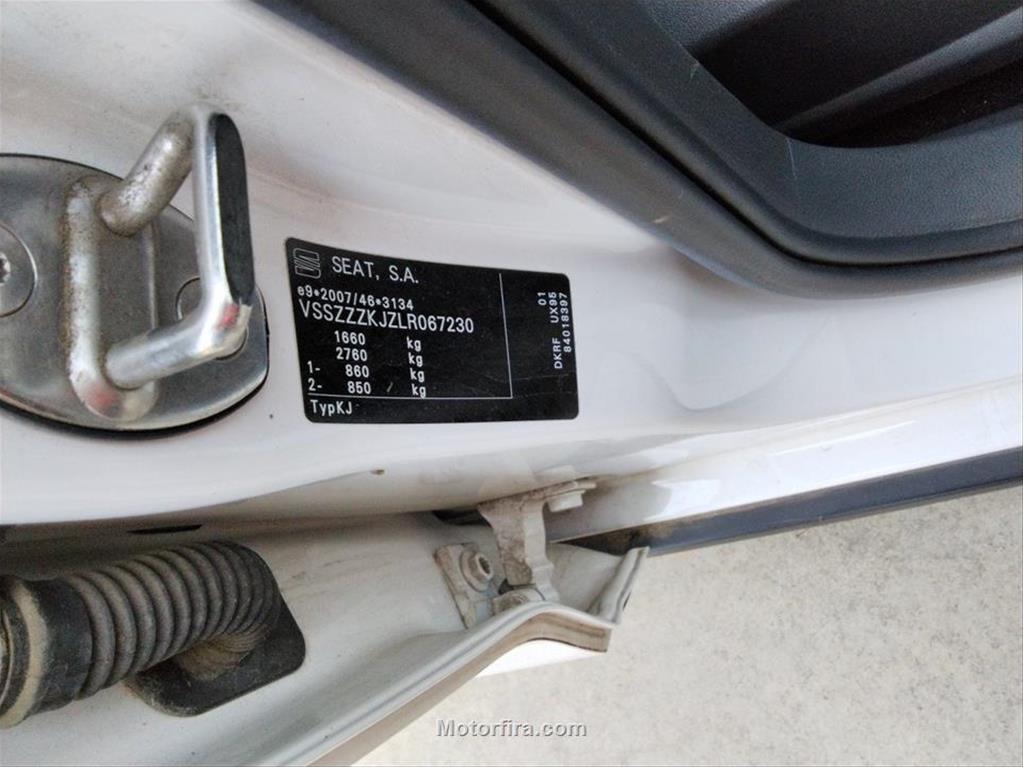 SEAT, S.A.
e9*2007/46*3134
VSSZZZKJZLR067230
1660 kg
2760 kg
1- 860 kg
2- 850 kg
TypKJ
01
DKRF UX95
84018397
Motorfira.com